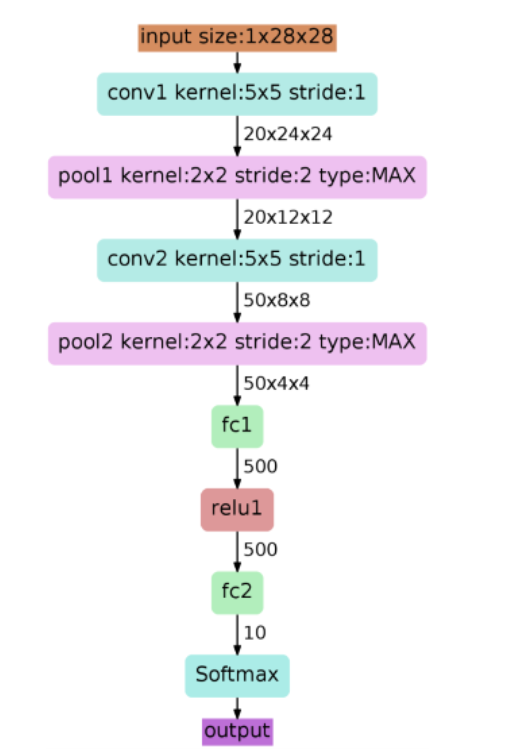 input size:1x28x28
conv1 kernel:5x5 stride:1
20x24x24
pool1 kernel:2x2 stride:2 type:MAX
20x12x12
conv2 kernel:5x5 stride:1
50x8x8
pool2 kernel:2x2 stride:2 type:MAX
50x4x4
fc1
500
relu1
500
fc2
10
Softmax
output